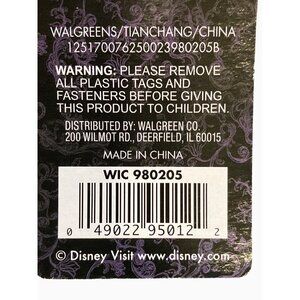 WALGREENS/TIANCHANG/CHINA
125170076250023980205B
WARNING: PLEASE REMOVE
ALL PLASTIC TAGS AND
FASTENERS BEFORE GIVING
THIS PRODUCT TO CHILDREN.
DISTRIBUTED BY: WALGREEN CO.
200 WILMOT RD., DEERFIELD, IL 60015
MADE IN CHINA
WIC 980205
0 49022 95012 2
© Disney Visit www.disney.com